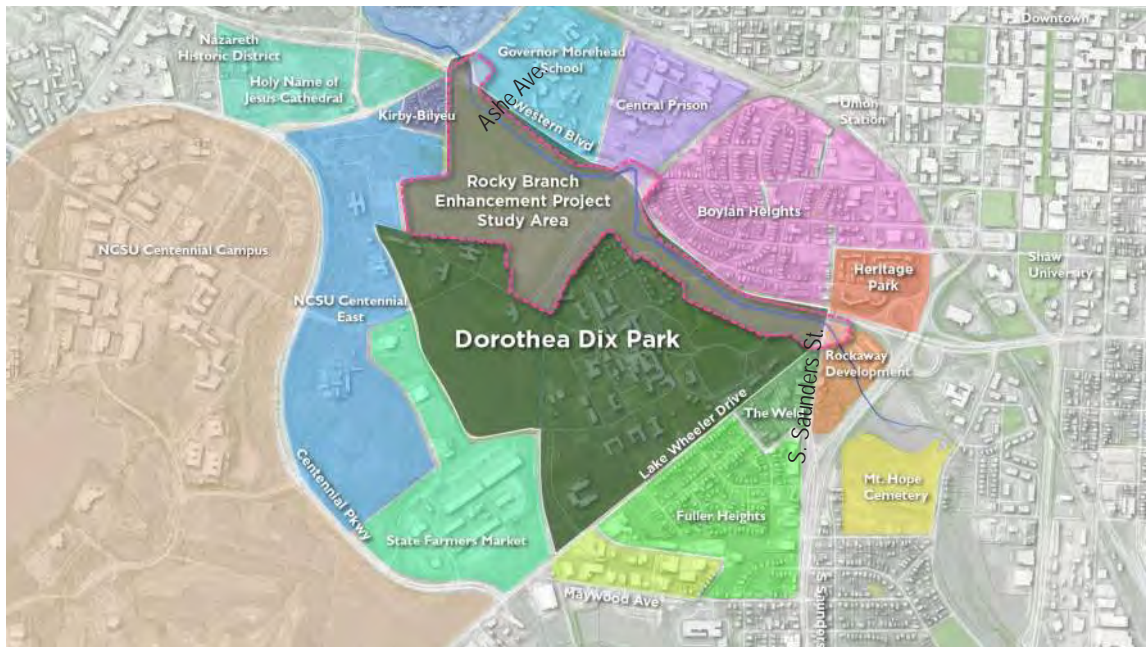 Downtown
Nazareth
Historic District
Holy Name of
Jesus Cathedral
Governor Morehead
School
Ashe Ave.
Western Blvd
Kirby-Bilyeu
Central Prison
Union
Station
Rocky Branch
Enhancement Project
Study Area
Boylan Heights
NCSU Centennial Campus
Shaw
University
Heritage
Park
NCSU Centennial
East
Dorothea Dix Park
Rockaway
Development
S. Saunders St.
Lake Wheeler Drive
The Weld
Centennial Pkwy
Mt. Hope
Cemetery
Fuller Heights
State Farmers Market
Maywood Ave
S Saunders